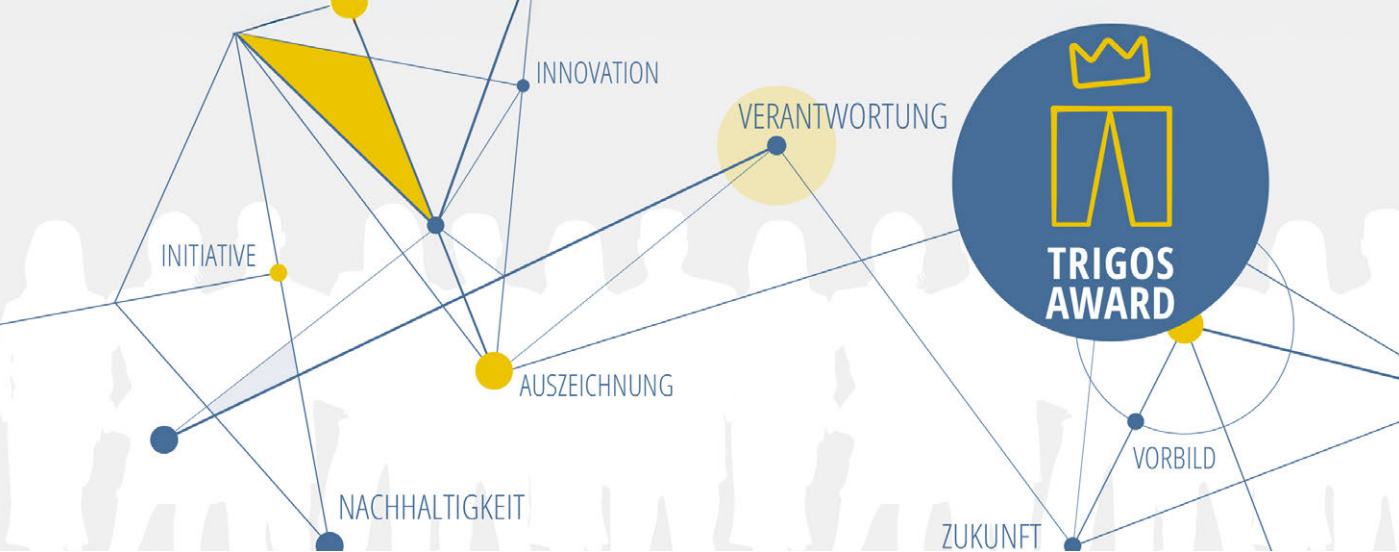 INNOVATION
VERANTWORTUNG
INITIATIVE
TRIGOS
AWARD
AUSZEICHNUNG
VORBILD
NACHHALTIGKEIT
ZUKUNFT